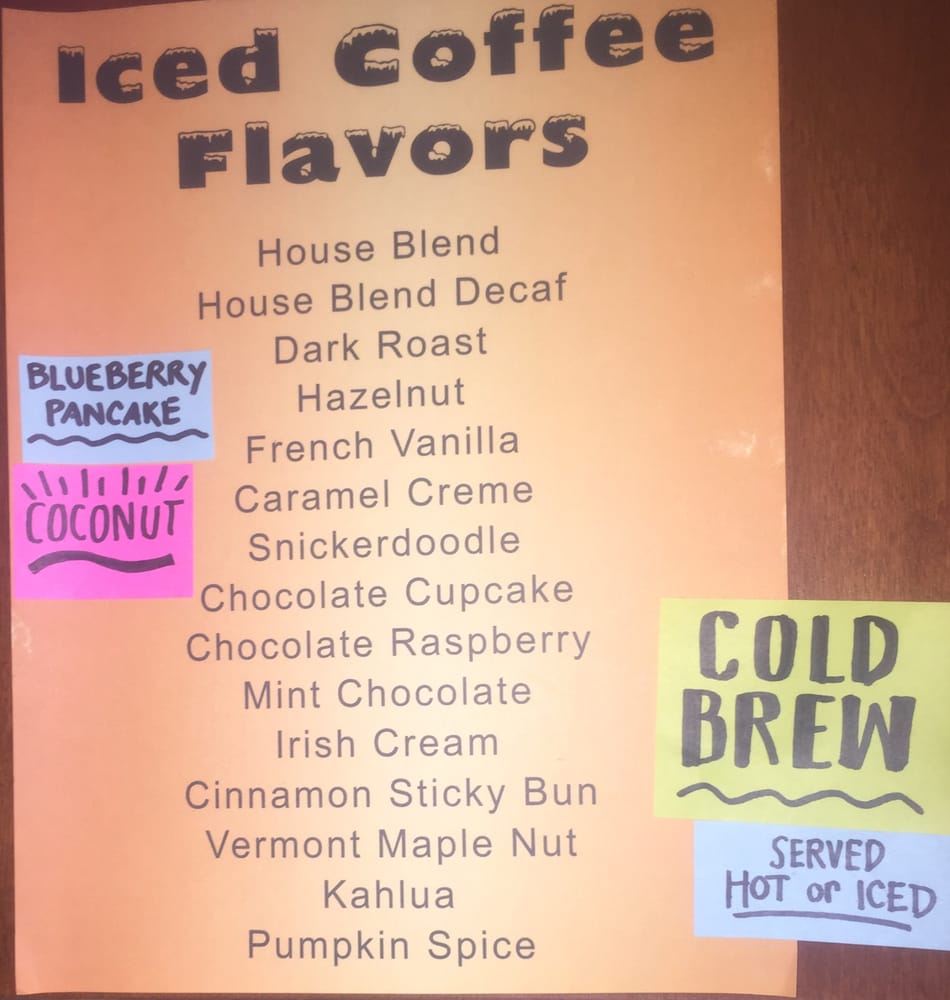 Iced Coffee
Flavors
House Blend
House Blend Decaf
Dark Roast
Hazelnut
French Vanilla
Caramel Creme
Snickerdoodle
Chocolate Cupcake
Chocolate Raspberry
Mint Chocolate
Irish Cream
Cinnamon Sticky Bun
Vermont Maple Nut
Kahlua
Pumpkin Spice
BLUEBERRY
PANCAKE
COCONUT
COLD
BREW
SERVED
HOT or ICED